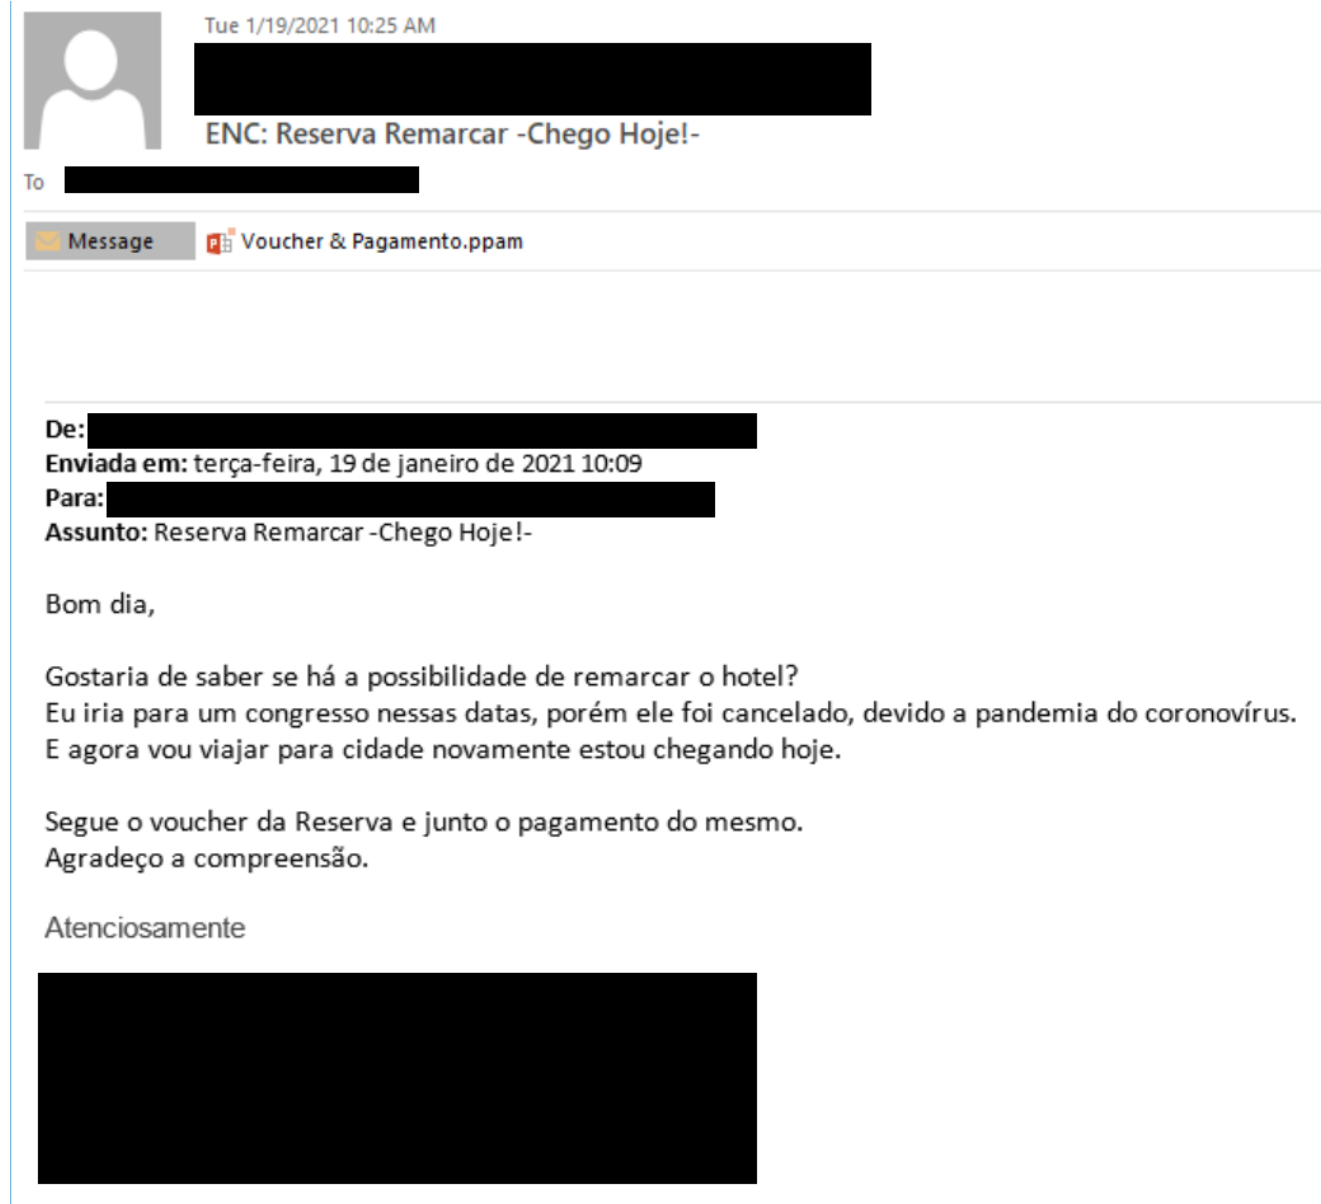 Tue 1/19/2021 10:25 AM
ENC: Reserva Remarcar -Chego Hoje!-
To
Message Voucher & Pagamento.ppam
De:
Enviada em: terça-feira, 19 de janeiro de 2021 10:09
Para:
Assunto: Reserva Remarcar -Chego Hoje!-
Bom dia,
Gostaria de saber se há a possibilidade de remarcar o hotel?
Eu iria para um congresso nessas datas, porém ele foi cancelado, devido a pandemia do coronovírus.
E agora vou viajar para cidade novamente estou chegando hoje.
Segue o voucher da Reserva e junto o pagamento do mesmo.
Agradeço a compreensão.
Atenciosamente